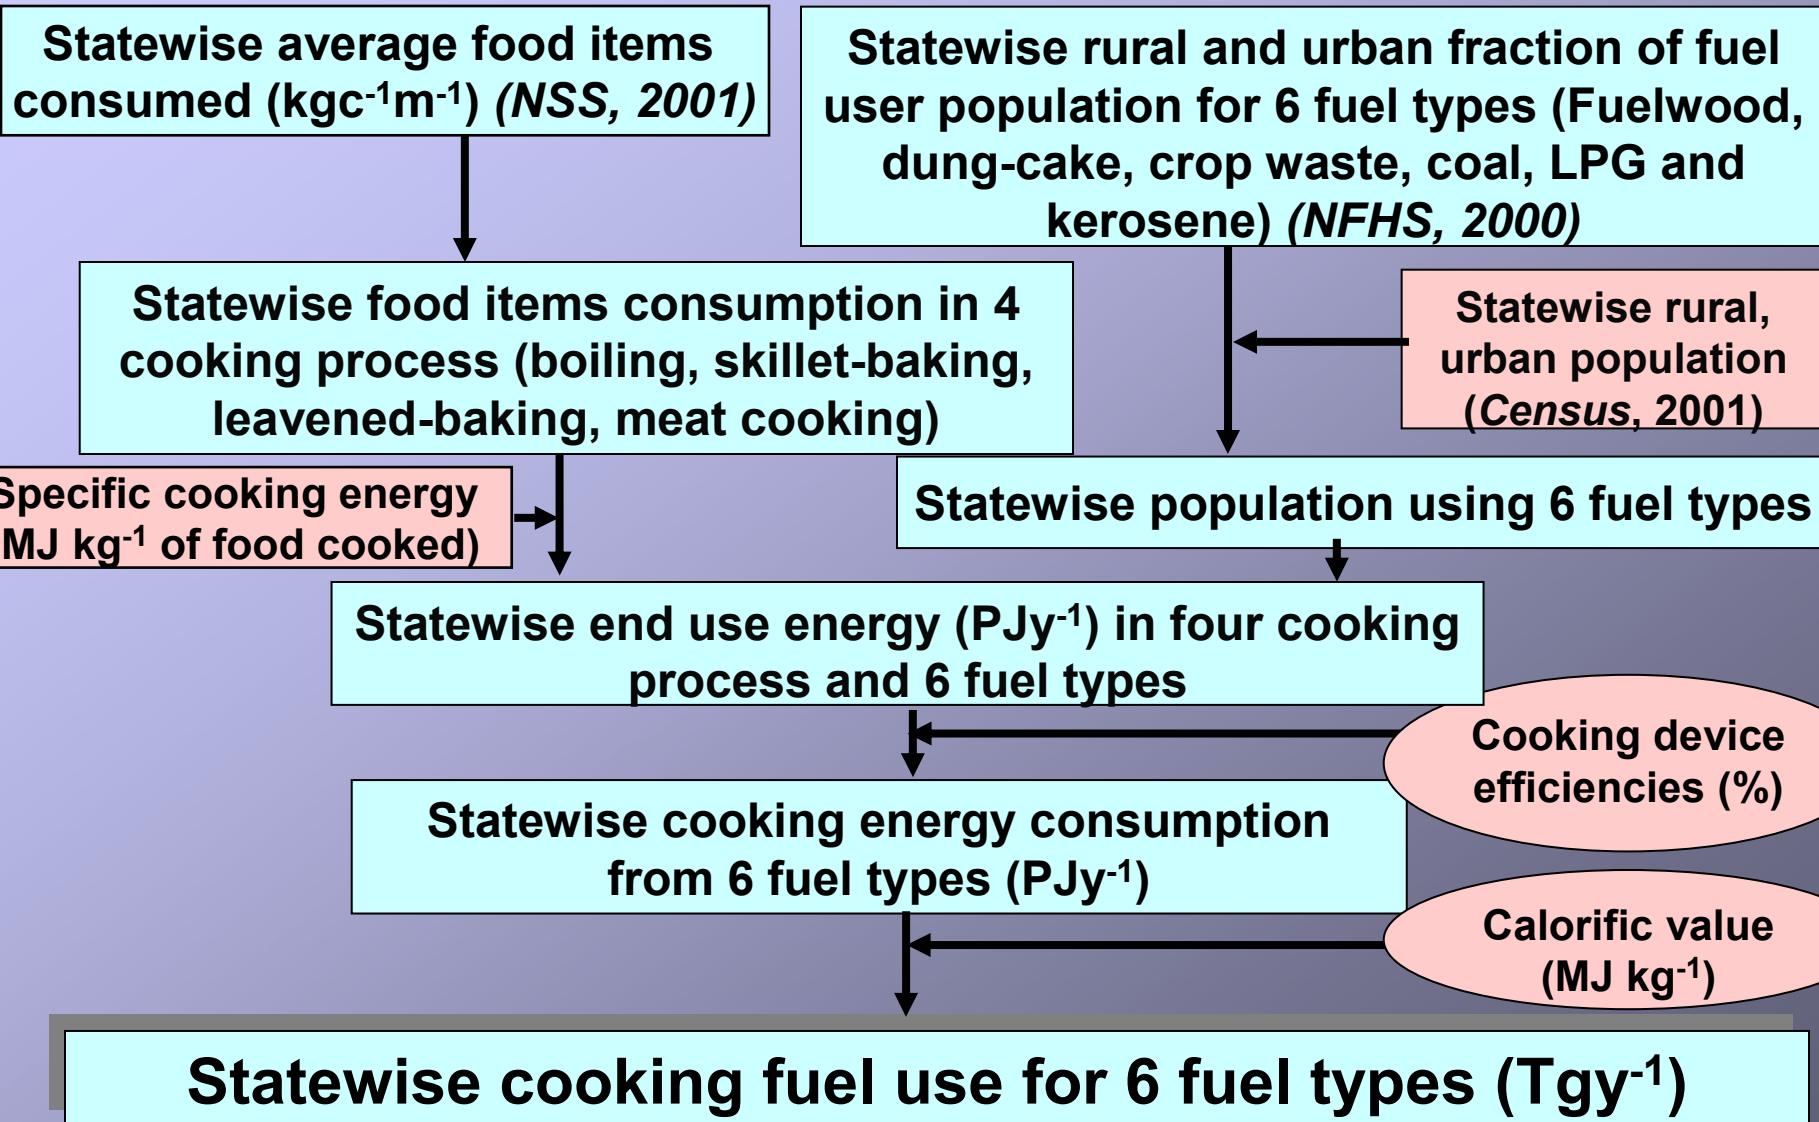 Statewise average food items
consumed (kgc⁻¹m⁻¹) (NSS, 2001)
Statewise rural and urban fraction of fuel
user population for 6 fuel types (Fuelwood,
dung-cake, crop waste, coal, LPG and
kerosene) (NFHS, 2000)
Statewise food items consumption in 4
cooking process (boiling, skillet-baking,
leavened-baking, meat cooking)
Statewise rural,
urban population
(Census, 2001)
Specific cooking energy
MJ kg⁻¹ of food cooked)
Statewise population using 6 fuel types
Statewise end use energy (PJy⁻¹) in four cooking
process and 6 fuel types
Cooking device
efficiencies (%)
Statewise cooking energy consumption
from 6 fuel types (PJy⁻¹)
Calorific value
(MJ kg⁻¹)
Statewise cooking fuel use for 6 fuel types (Tgy⁻¹)